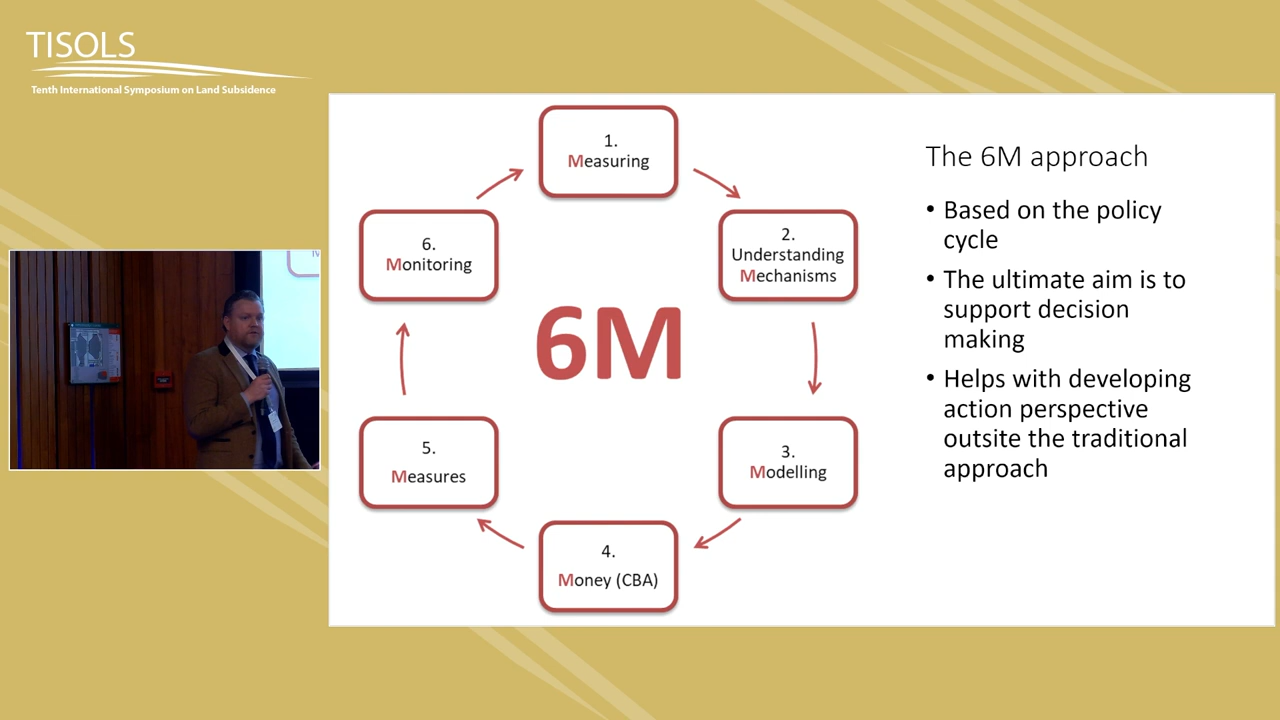 TISOLS
Tenth International Symposium on Land Subsidence
1.
Measuring
2.
Understanding
Mechanisms
3.
Modelling
4.
Money (CBA)
5.
Measures
6.
Monitoring
6M
The 6M approach
• Based on the policy
cycle
• The ultimate aim is to
support decision
making
• Helps with developing
action perspective
outsite the traditional
approach